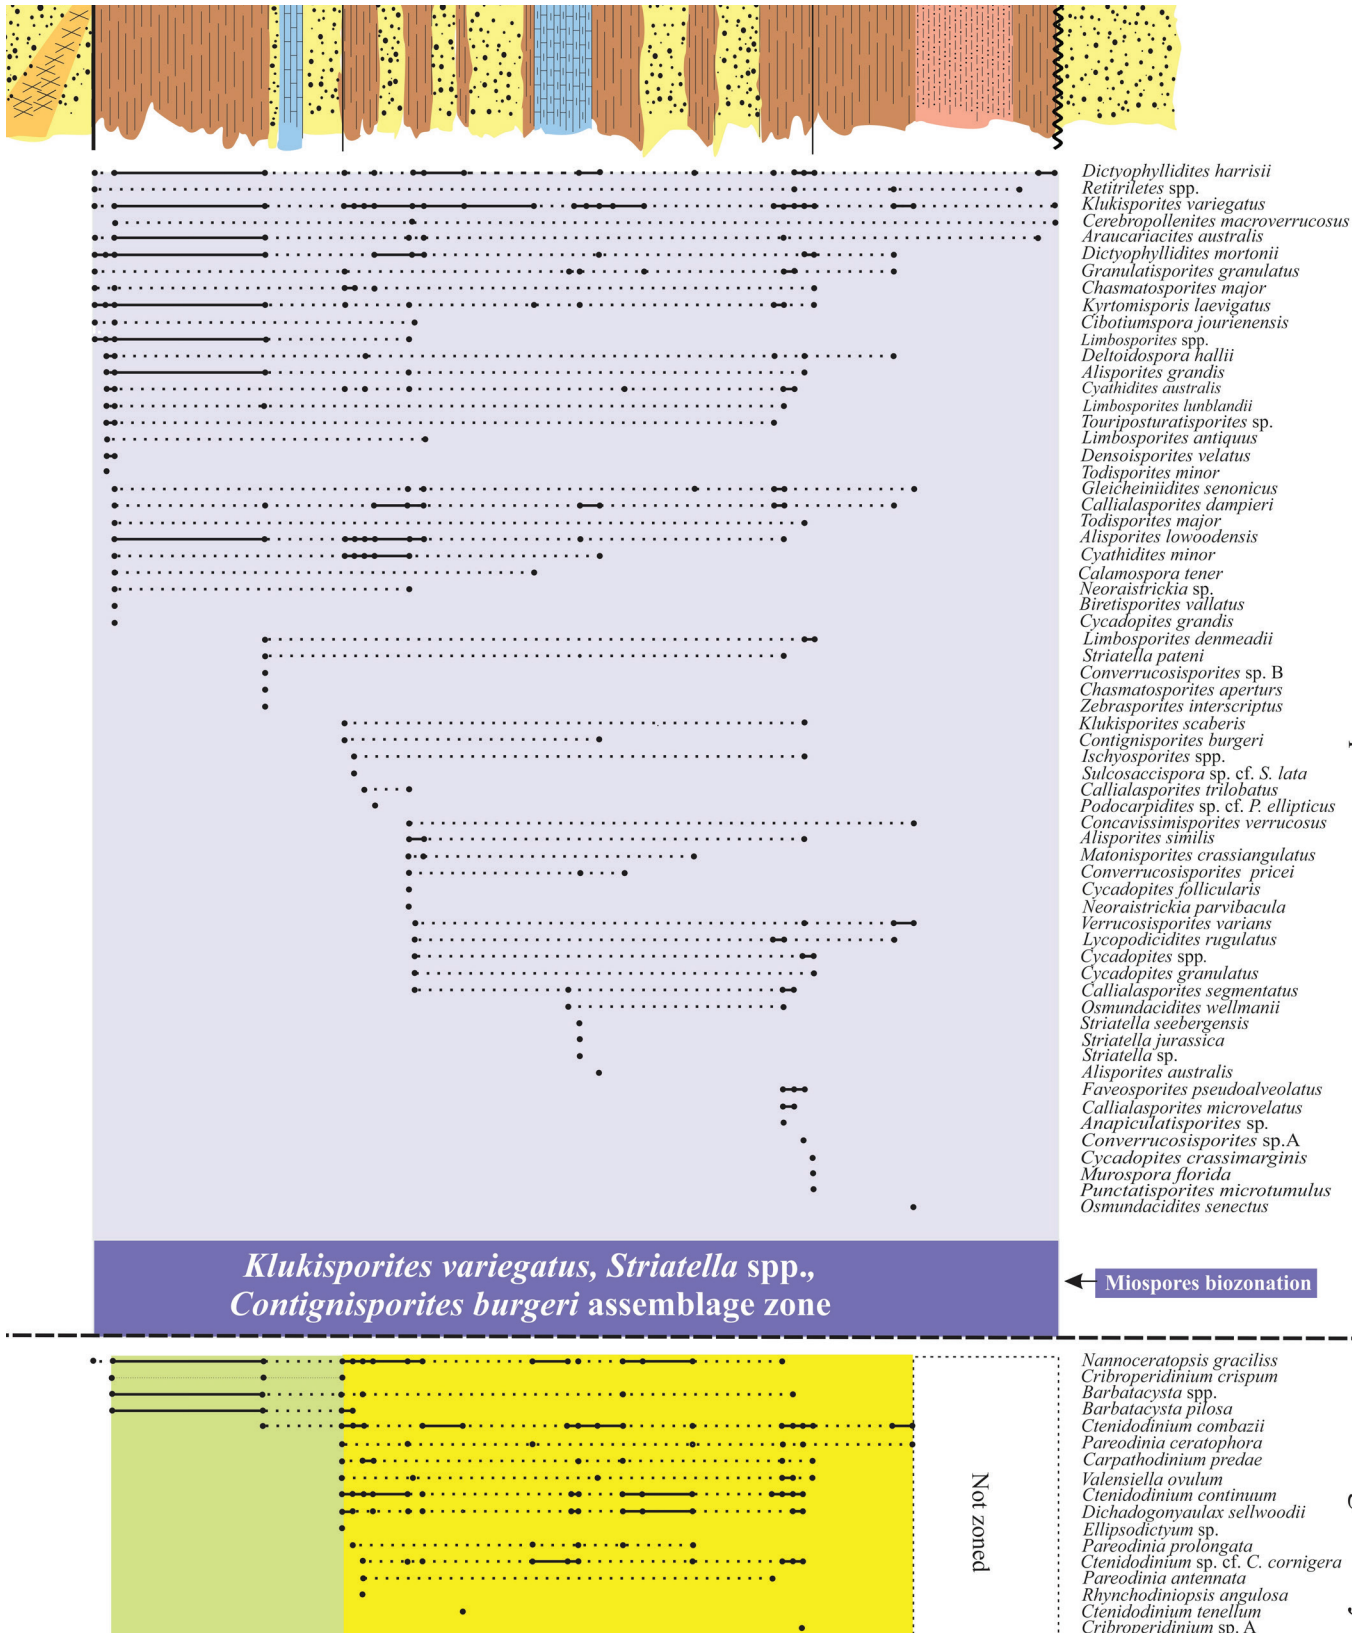 Dictyophyllidites harrisii
Retitriletes spp.
Klukisporites variegatus
Cerebropollenites macroverrucosus
Araucariacites australis
Dictyophyllidites mortonii
Granulatisporites granulatus
Chasmatosporites major
Kyrtomisporis laevigatus
Cibotiumspora jourienensis
Limbosporites spp.
Deltoidospora hallii
Alisporites grandis
Cyathidites australis
Limbosporites lunblandii
Touriposturatisporites sp.
Limbosporites antiquus
Densoisporites velatus
Todisporites minor
Gleicheiniidites senonicus
Callialasporites dampieri
Todisporites major
Alisporites lowoodensis
Cyathidites minor
Calamospora tener
Neoraistrickia sp.
Biretisporites vallatus
Cycadopites grandis
Limbosporites denmeadii
Striatella pateni
Converrucosisporites sp. B
Chasmatosporites aperturs
Zebrasporites interscriptus
Klukisporites scaberis
Contignisporites burgeri
Ischyosporites spp.
Sulcosaccispora sp. cf. S. lata
Callialasporites trilobatus
Podocarpidites sp. cf. P. ellipticus
Concavissimisporites verrucosus
Alisporites similis
Matonisporites crassiangulatus
Converrucosisporites pricei
Cycadopites follicularis
Neoraistrickia parvibacula
Verrucosisporites varians
Lycopodicidites rugulatus
Cycadopites spp.
Cycadopites granulatus
Callialasporites segmentatus
Osmundacidites wellmanii
Striatella seebergensis
Striatella jurassica
Striatella sp.
Alisporites australis
Faveosporites pseudoalveolatus
Callialasporites microvelatus
Anapiculatisporites sp.
Converrucosisporites sp.A
Cycadopites crassimarginis
Murospora florida
Punctatisporites microtumulus
Osmundacidites senectus
Klukisporites variegatus, Striatella spp.,
Contignisporites burgeri assemblage zone
Miospores biozonation
Nannoceratopsis graciliss
Cribroperidinium crispum
Barbatacysta spp.
Barbatacysta pilosa
Ctenidodinium combazii
Pareodinia ceratophora
Carpathodinium predae
Valensiella ovulum
Ctenidodinium continuum
Dichadogonyaulax sellwoodii
Ellipsodictyum sp.
Pareodinia prolongata
Ctenidodinium sp. cf. C. cornigera
Pareodinia antennata
Rhynchodiniopsis angulosa
Ctenidodinium tenellum
Cribroperidinium sp. A
Not zoned